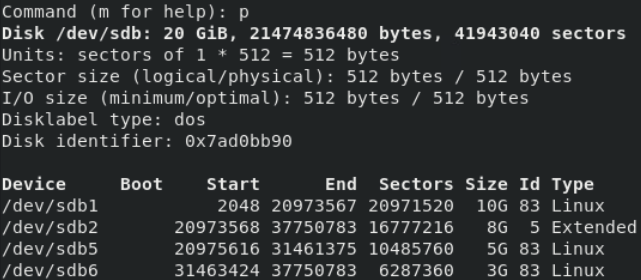 Command (m for help): p
Disk /dev/sdb: 20 GiB, 21474836480 bytes, 41943040 sectors
Units: sectors of 1 * 512 = 512 bytes
Sector size (logical/physical): 512 bytes / 512 bytes
I/O size (minimum/optimal): 512 bytes / 512 bytes
Disklabel type: dos
Disk identifier: 0x7ad0bb90
Device     Boot    Start      End  Sectors Size Id Type
/dev/sdb1           2048 20973567 20971520  10G 83 Linux
/dev/sdb2       20973568 37750783 16777216   8G  5 Extended
/dev/sdb5       20975616 31461375 10485760   5G 83 Linux
/dev/sdb6       31463424 37750783  6287360   3G 83 Linux